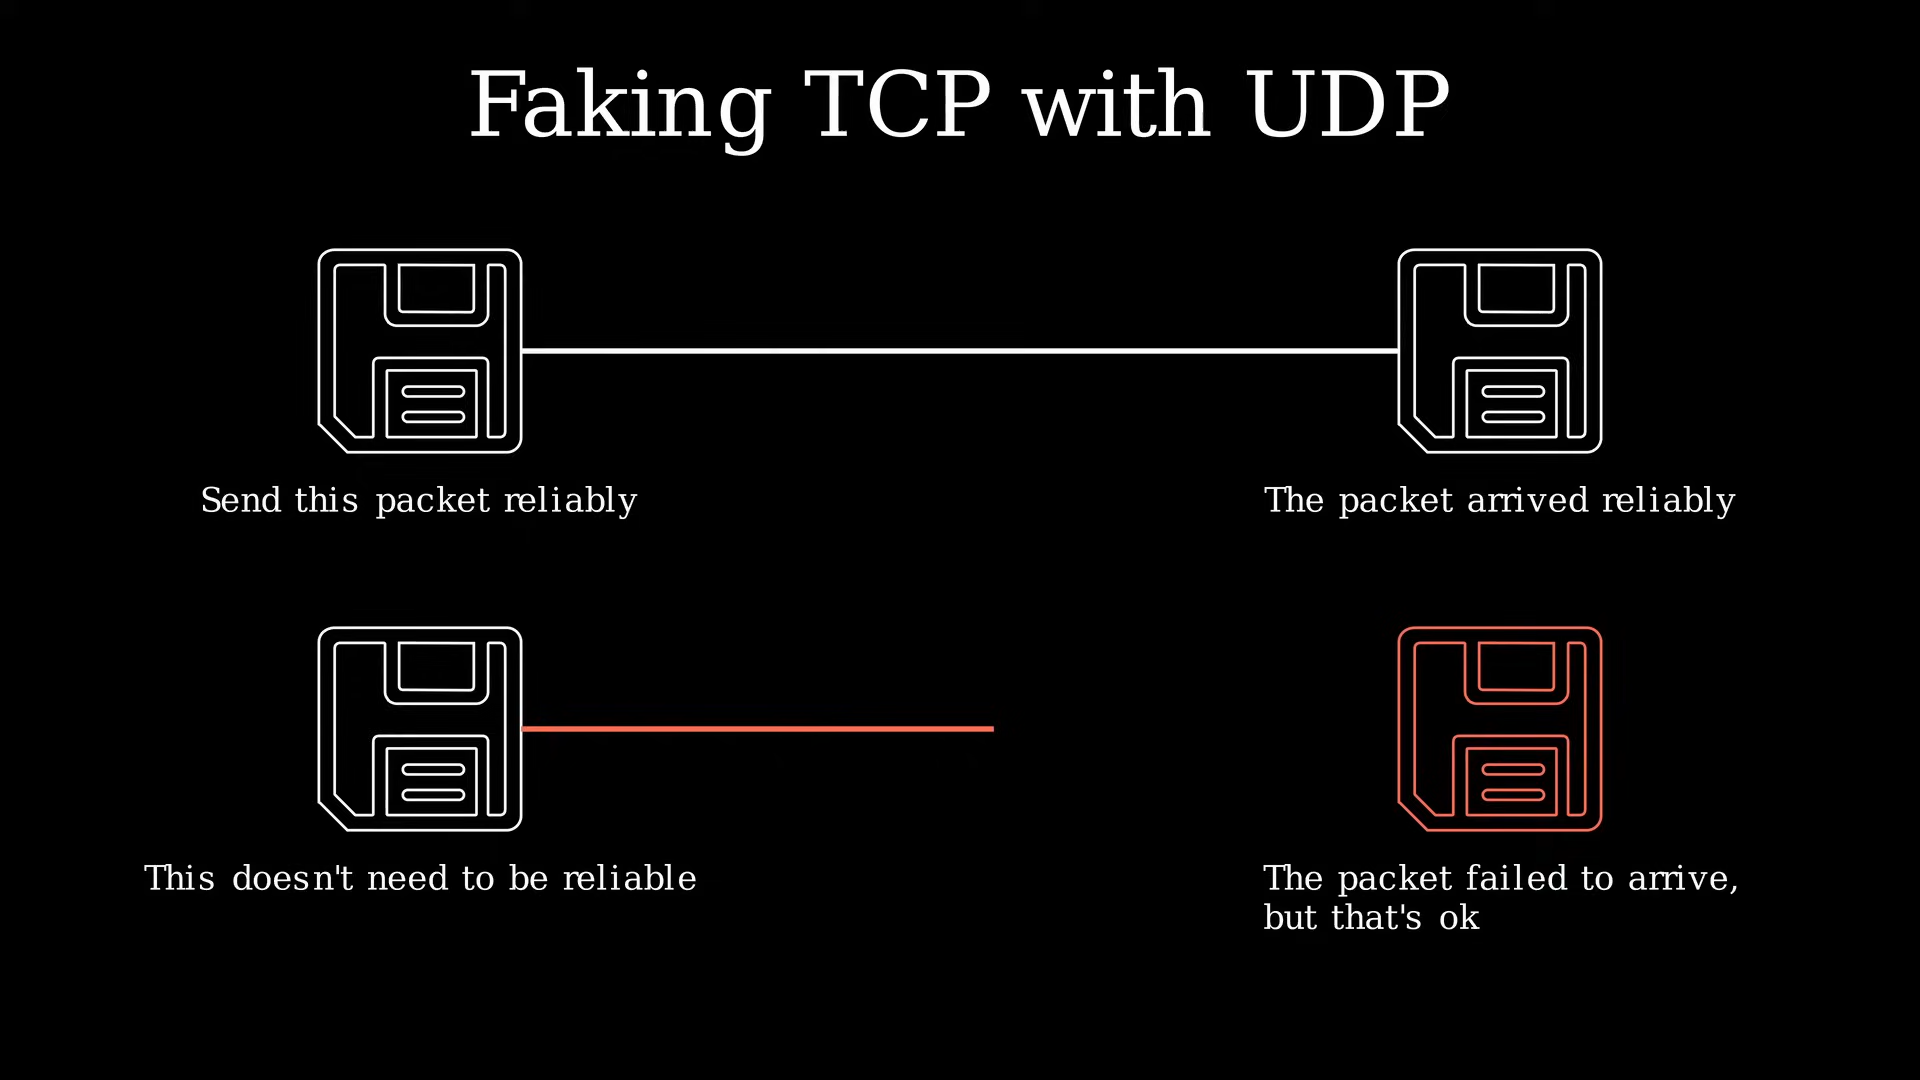 Faking TCP with UDP
Send this packet reliably
The packet arrived reliably
This doesn't need to be reliable
The packet failed to arrive,
but that's ok